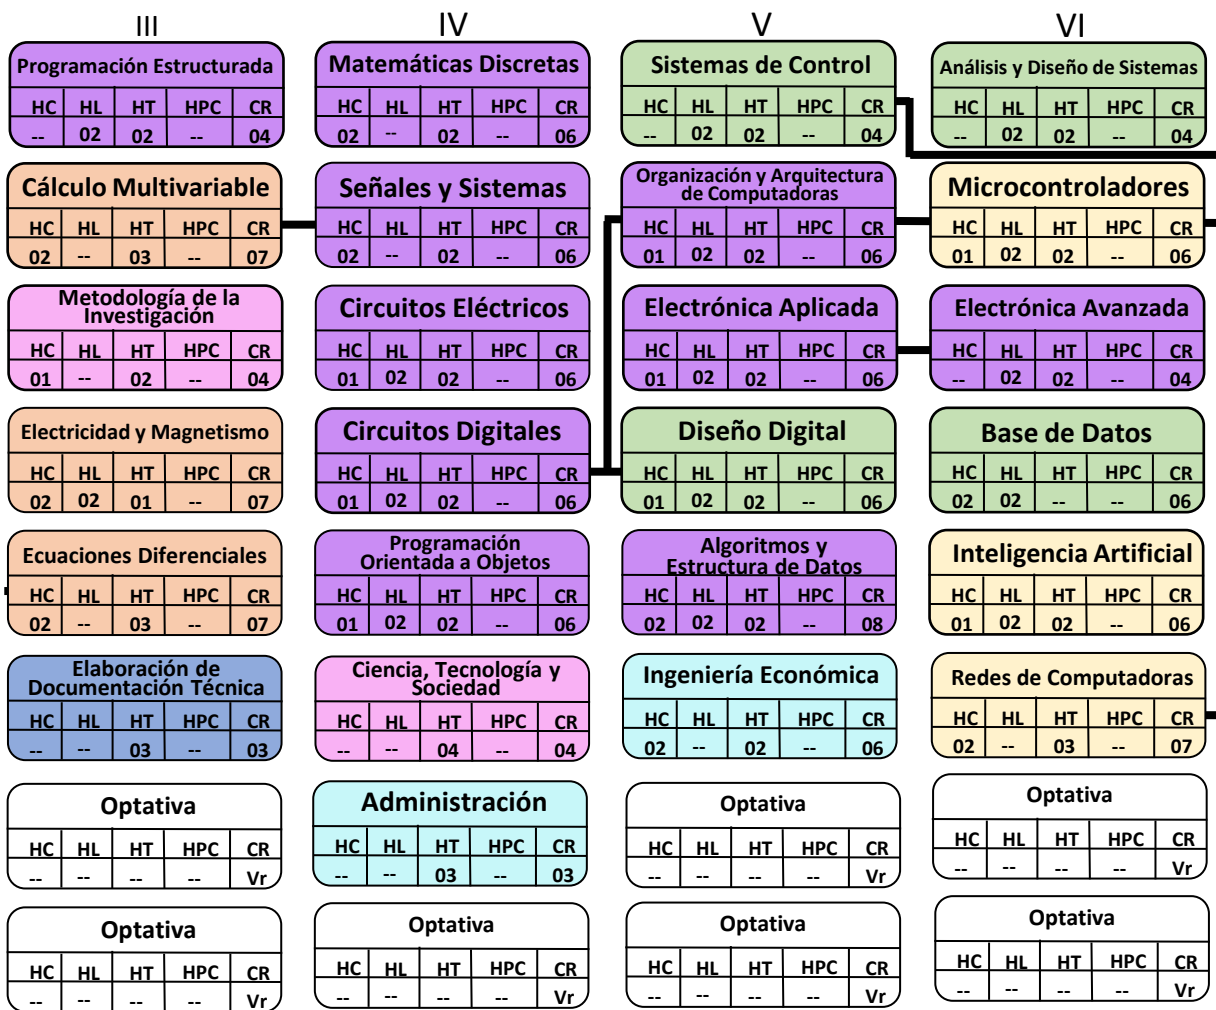 III IV V VI
Programación Estructurada
HC HL HT HPC CR
-- 02 02 -- 04
Matemáticas Discretas
HC HL HT HPC CR
02 -- 02 -- 06
Sistemas de Control
HC HL HT HPC CR
-- 02 02 -- 04
Análisis y Diseño de Sistemas
HC HL HT HPC CR
-- 02 02 -- 04
Cálculo Multivariable
HC HL HT HPC CR
02 -- 03 -- 07
Señales y Sistemas
HC HL HT HPC CR
02 -- 02 -- 06
Organización y Arquitectura
de Computadoras
HC HL HT HPC CR
01 02 02 -- 06
Microcontroladores
HC HL HT HPC CR
01 02 02 -- 06
Metodología de la
Investigación
HC HL HT HPC CR
01 -- 02 -- 04
Circuitos Eléctricos
HC HL HT HPC CR
01 02 02 -- 06
Electrónica Aplicada
HC HL HT HPC CR
01 02 02 -- 06
Electrónica Avanzada
HC HL HT HPC CR
-- 02 02 -- 04
Electricidad y Magnetismo
HC HL HT HPC CR
02 02 01 -- 07
Circuitos Digitales
HC HL HT HPC CR
01 02 02 -- 06
Diseño Digital
HC HL HT HPC CR
01 02 02 -- 06
Base de Datos
HC HL HT HPC CR
02 02 -- -- 06
Ecuaciones Diferenciales
HC HL HT HPC CR
02 -- 03 -- 07
Programación
Orientada a Objetos
HC HL HT HPC CR
01 02 02 -- 06
Algoritmos y
Estructura de Datos
HC HL HT HPC CR
02 02 02 -- 08
Inteligencia Artificial
HC HL HT HPC CR
01 02 02 -- 06
Elaboración de
Documentación Técnica
HC HL HT HPC CR
-- -- 03 -- 03
Ciencia, Tecnología y
Sociedad
HC HL HT HPC CR
-- -- 04 -- 04
Ingeniería Económica
HC HL HT HPC CR
02 -- 02 -- 06
Redes de Computadoras
HC HL HT HPC CR
02 -- 03 -- 07
Optativa
HC HL HT HPC CR
-- -- -- -- Vr
Administración
HC HL HT HPC CR
-- -- 03 -- 03
Optativa
HC HL HT HPC CR
-- -- -- -- Vr
Optativa
HC HL HT HPC CR
-- -- -- -- Vr
Optativa
HC HL HT HPC CR
-- -- -- -- Vr
Optativa
HC HL HT HPC CR
-- -- -- -- Vr
Optativa
HC HL HT HPC CR
-- -- -- -- Vr
Optativa
HC HL HT HPC CR
-- -- -- -- Vr